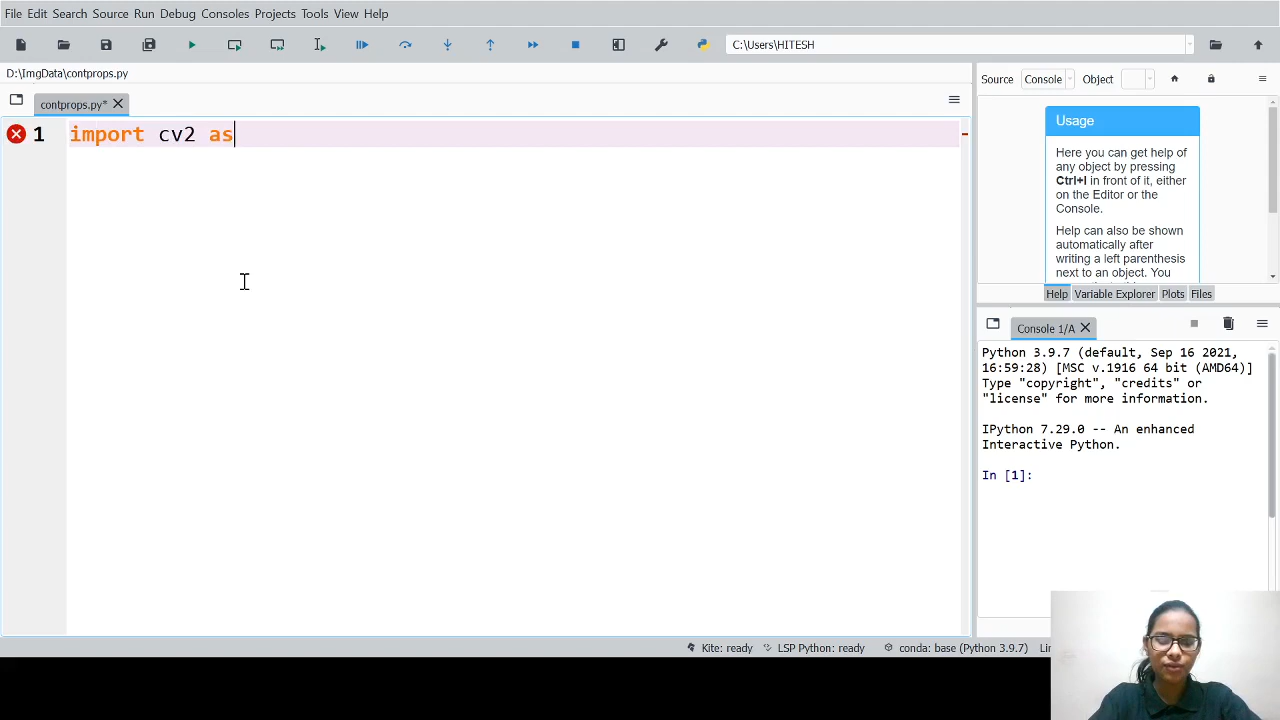 File Edit Search Source Run Debug Consoles Projects Tools View Help
C:\Users\HITESH
D:\ImgData\contprops.py
Source Console Object
contprops.py*
1 import cv2 as
Usage
Here you can get help of
any object by pressing
Ctrl+I in front of it, either
on the Editor or the
Console.
Help can also be shown
automatically after
writing a left parenthesis
next to an object. You
Help Variable Explorer Plots Files
Console 1/A
Python 3.9.7 (default, Sep 16 2021,
16:59:28) [MSC v.1916 64 bit (AMD64)]
Type "copyright", "credits" or
"license" for more information.
IPython 7.29.0 -- An enhanced
Interactive Python.
In [1]:
Kite: ready LSP Python: ready conda: base (Python 3.9.7)